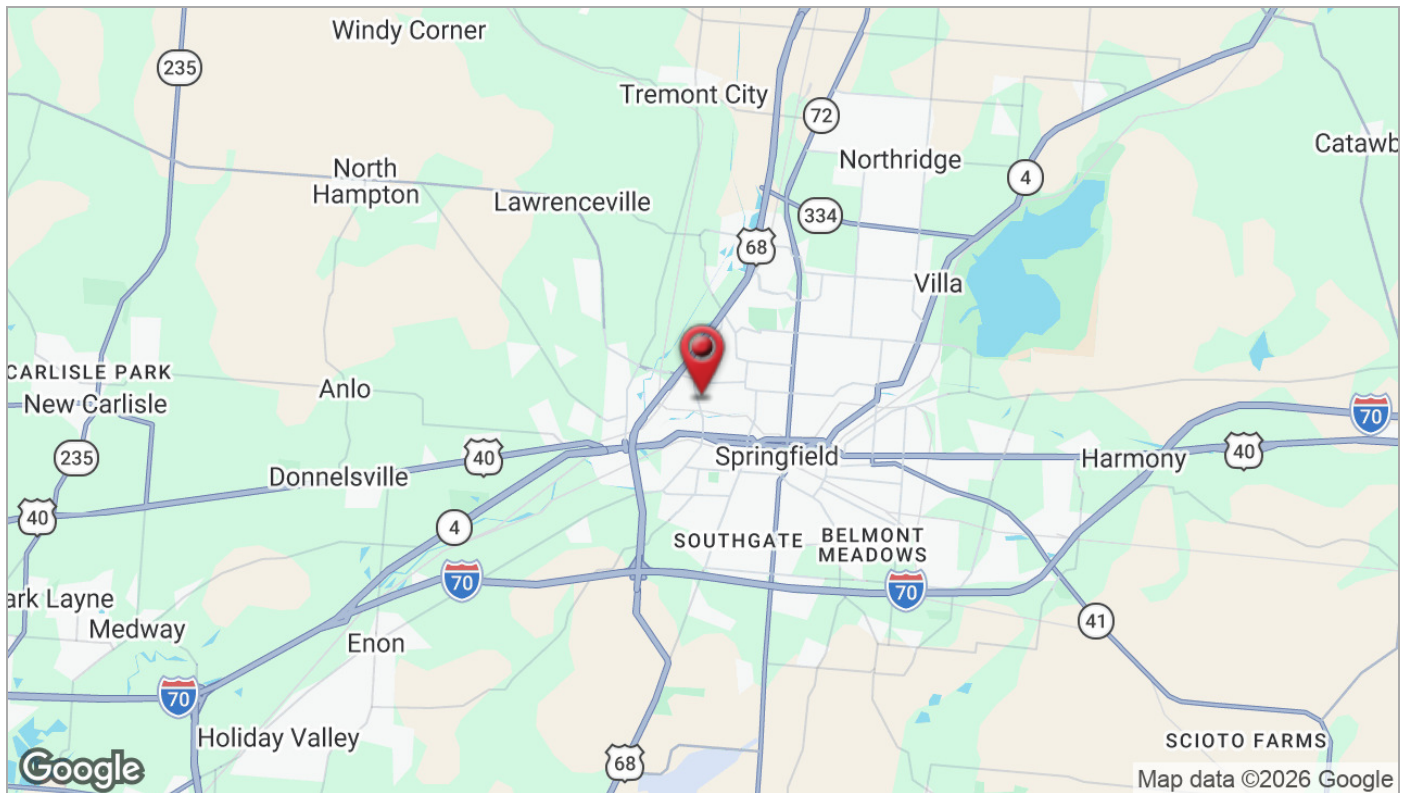 Windy Corner
235
Tremont City
72
Catawb
Northridge
North
Hampton
4
Lawrenceville
334
68
Villa
CARLISLE PARK
Anlo
New Carlisle
70
235
40
Springfield
Harmony
40
Donnelsville
40
4
SOUTHGATE
BELMONT
MEADOWS
70
70
ark Layne
41
Medway
Enon
70
Holiday Valley
SCIOTO FARMS
68
Google
Map data ©2026 Google